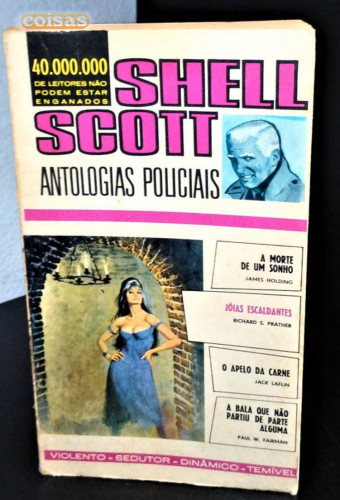 coisas
40.000.000
DE LEITORES NÃO
PODEM ESTAR
ENGANADOS
SHELL
SCOTT
ANTOLOGIAS POLICIAIS
A MORTE
DE UM SONHO
JAMES HOLDING
JÓIAS ESCALDANTES
RICHARD S. PRATHER
O APELO DA CARNE
JACK LAFLIN
A BALA QUE NÃO
PARTIU DE PARTE
ALGUMA
PAUL W. FAIRMAN
VIOLENTO - SEDUTOR - DINÂMICO - TEMÍVEL